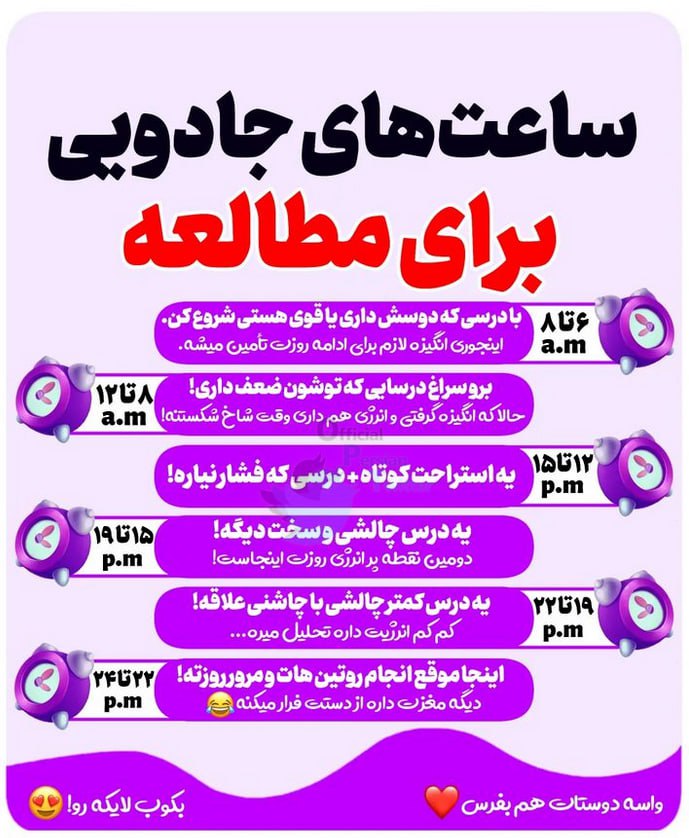 ساعت‌های جادویی
برای مطالعه
۶ تا ۸
a.m
با درسی که دوسش داری یا قوی هستی شروع کن.
اینجوری انگیزه لازم برای ادامه روزت تأمین میشه.
۸ تا ۱۲
a.m
برو سراغ درسایی که توشون ضعف داری!
حالا که انگیزه گرفتی و انرژی هم داری وقت شاخ شکستنه!
۱۲ تا ۱۵
p.m
یه استراحت کوتاه + درسی که فشار نیاره!
۱۵ تا ۱۹
p.m
یه درس چالشی و سخت دیگه!
دومین نقطه پر انرژی روزت اینجاست!
۱۹ تا ۲۲
p.m
یه درس کمتر چالشی با چاشنی علاقه!
کم کم انرژیت داره تحلیل میره...
۲۲ تا ۲۴
p.m
اینجا موقع انجام روتین هات و مرور روزته!
دیگه مغزت داره از دستت فرار میکنه 😂
واسه دوستات هم بفرس ❤️
بکوب لایکه رو! 😍
Official